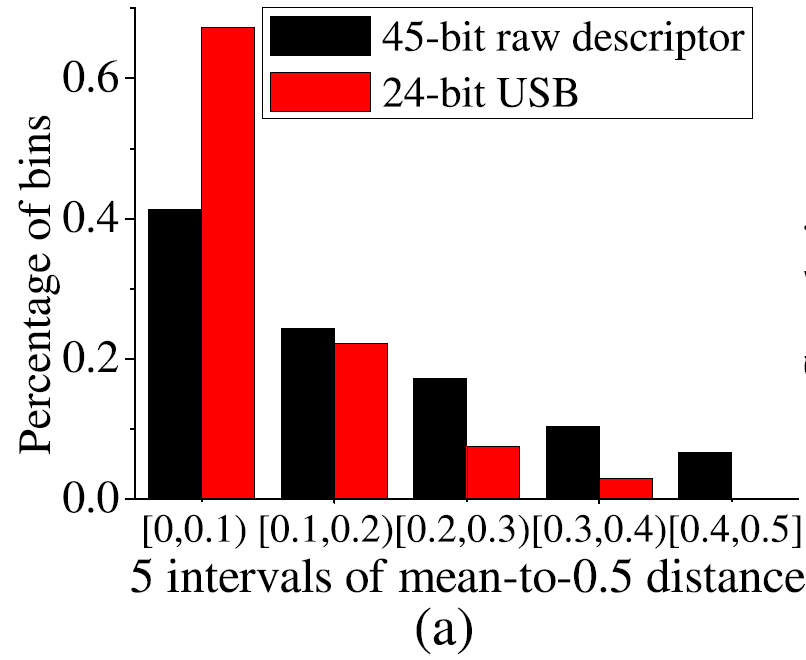 45-bit raw descriptor
24-bit USB
Percentage of bins
0.6
0.4
0.2
0.0
[0,0.1) [0.1,0.2) [0.2,0.3) [0.3,0.4) [0.4,0.5]
5 intervals of mean-to-0.5 distance
(a)